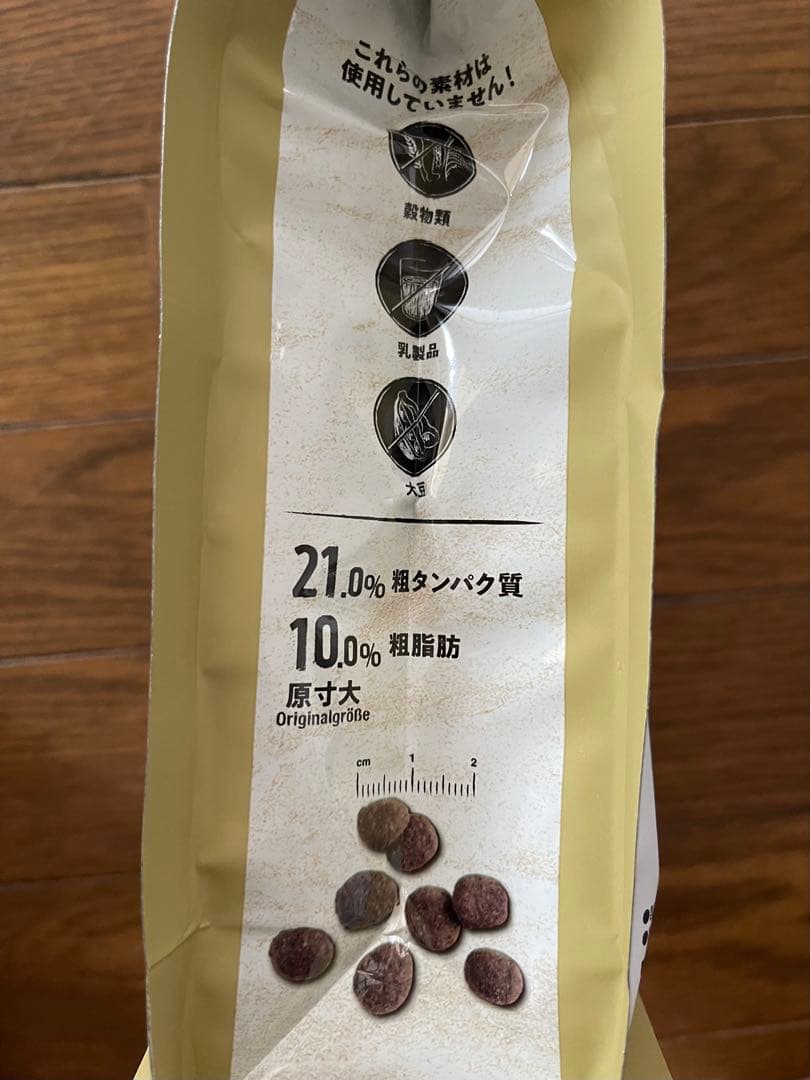 これらの素材は
使用していません!
穀物類
乳製品
大豆
21.0% 粗タンパク質
10.0% 粗脂肪
原寸大
Originalgröße
cm 1 2